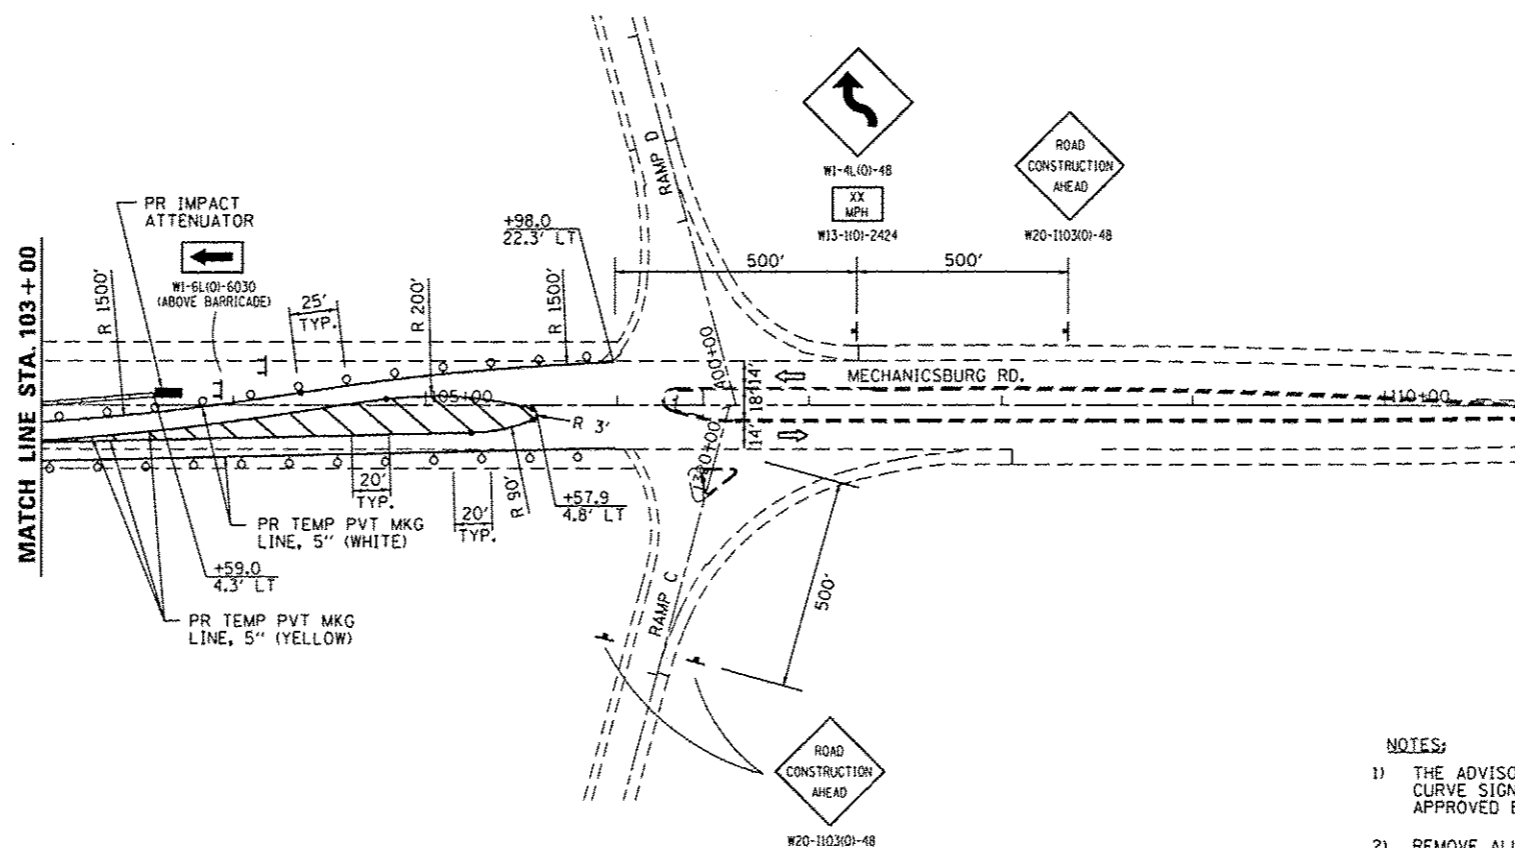 MATCH LINE STA. 103+00
PR IMPACT
ATTENUATOR
W1-6L(O)-6030
(ABOVE BARRICADE)
R 1500'
25'
TYP.
R 200'
R 1500'
+98.0
22.3' LT
RAMP D
W1-4L(O)-48
XX
MPH
W13-1(O)-2424
ROAD
CONSTRUCTION
AHEAD
W20-1103(O)-48
500'
500'
105+00
400+00
14'
18'
14'
MECHANICSBURG RD.
110+00
R 3'
1380+00
20'
TYP.
20'
TYP.
R 90'
+57.9
4.8' LT
PR TEMP PVT MKG
LINE, 5" (WHITE)
+59.0
4.3' LT
PR TEMP PVT MKG
LINE, 5" (YELLOW)
RAMP C
500'
ROAD
CONSTRUCTION
AHEAD
W20-1103(O)-48
NOTES:
1) THE ADVISO
CURVE SIGN
APPROVED B
2) REMOVE ALL